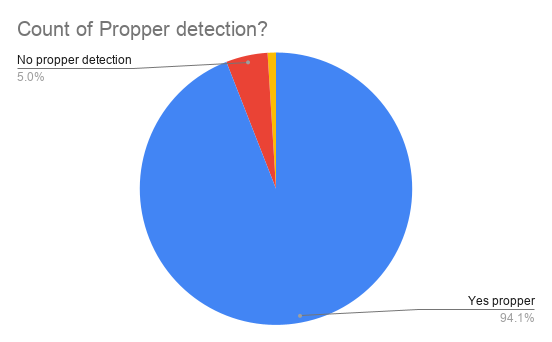 Count of Propper detection?
No propper detection
5.0%
Yes propper
94.1%